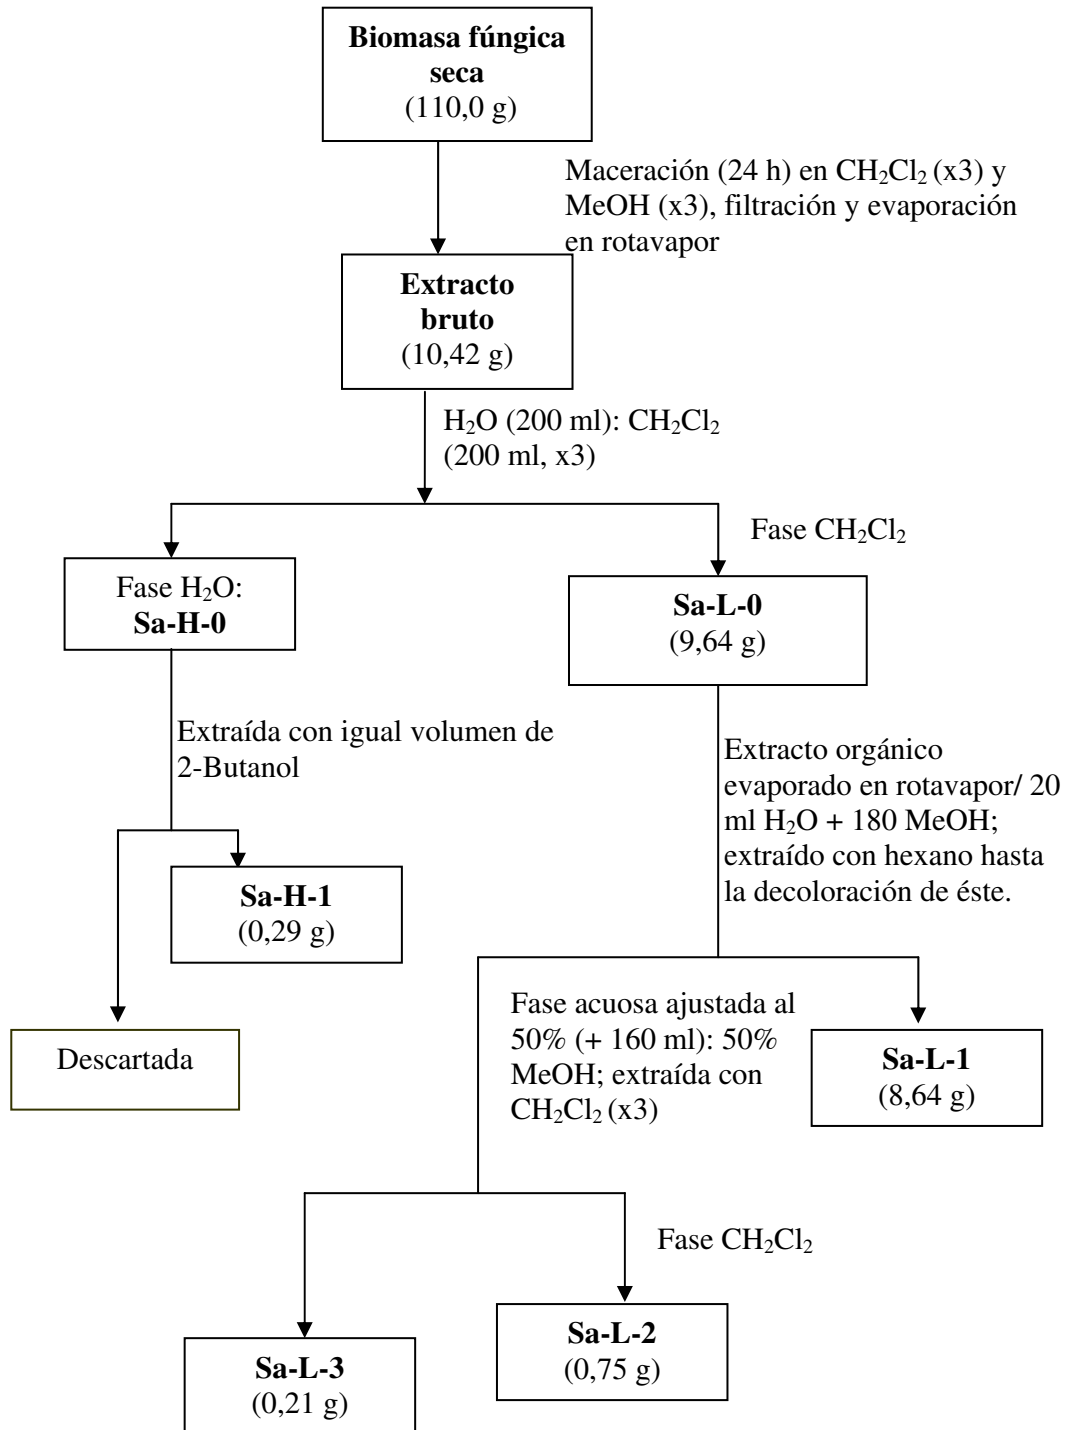 Biomasa fúngica
seca
(110,0 g)
Maceración (24 h) en CH₂Cl₂ (x3) y
MeOH (x3), filtración y evaporación
en rotavapor
Extracto
bruto
(10,42 g)
H₂O (200 ml): CH₂Cl₂
(200 ml, x3)
Fase CH₂Cl₂
Fase H₂O:
Sa-H-0
Sa-L-0
(9,64 g)
Extraída con igual volumen de
2-Butanol
Extracto orgánico
evaporado en rotavapor/ 20
ml H₂O + 180 MeOH;
extraído con hexano hasta
la decoloración de éste.
Sa-H-1
(0,29 g)
Descartada
Fase acuosa ajustada al
50% (+ 160 ml): 50%
MeOH; extraída con
CH₂Cl₂ (x3)
Sa-L-1
(8,64 g)
Fase CH₂Cl₂
Sa-L-2
(0,75 g)
Sa-L-3
(0,21 g)